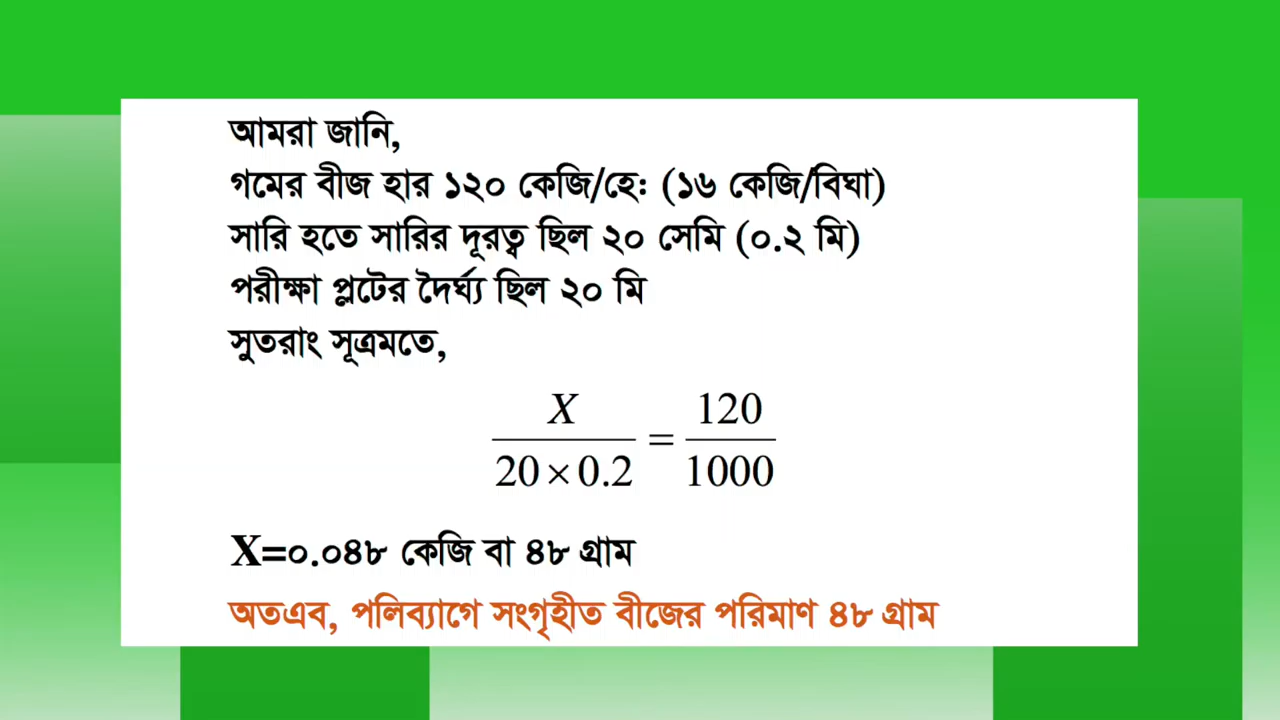 আমরা জানি,
গমের বীজ হার ১২০ কেজি/হে: (১৬ কেজি/বিঘা)
সারি হতে সারির দূরত্ব ছিল ২০ সেমি (০.২ মি)
পরীক্ষা প্লটের দৈর্ঘ্য ছিল ২০ মি
সুতরাং সূত্রমতে,
X / 20 × 0.2 = 120 / 1000
X=০.০৪৮ কেজি বা ৪৮ গ্রাম
অতএব, পলিব্যাগে সংগৃহীত বীজের পরিমাণ ৪৮ গ্রাম